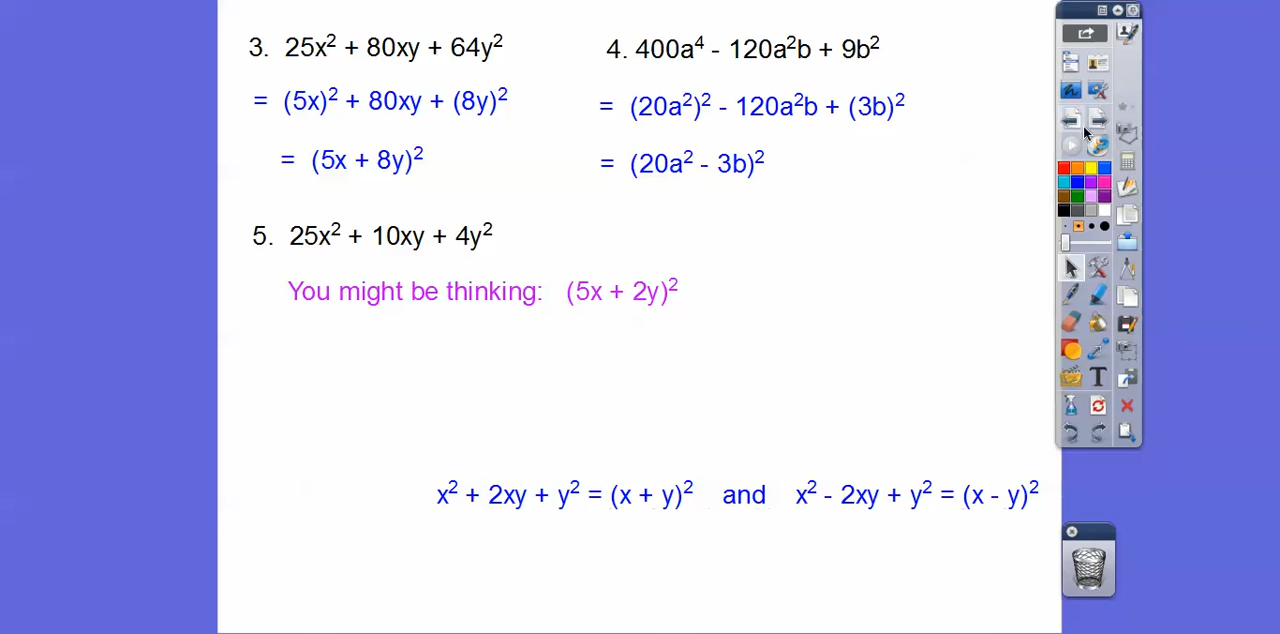 3. 25x² + 80xy + 64y²
= (5x)² + 80xy + (8y)²
= (5x + 8y)²
4. 400a⁴ - 120a²b + 9b²
= (20a²)² - 120a²b + (3b)²
= (20a² - 3b)²
5. 25x² + 10xy + 4y²
You might be thinking: (5x + 2y)²
x² + 2xy + y² = (x + y)² and x² - 2xy + y² = (x - y)²